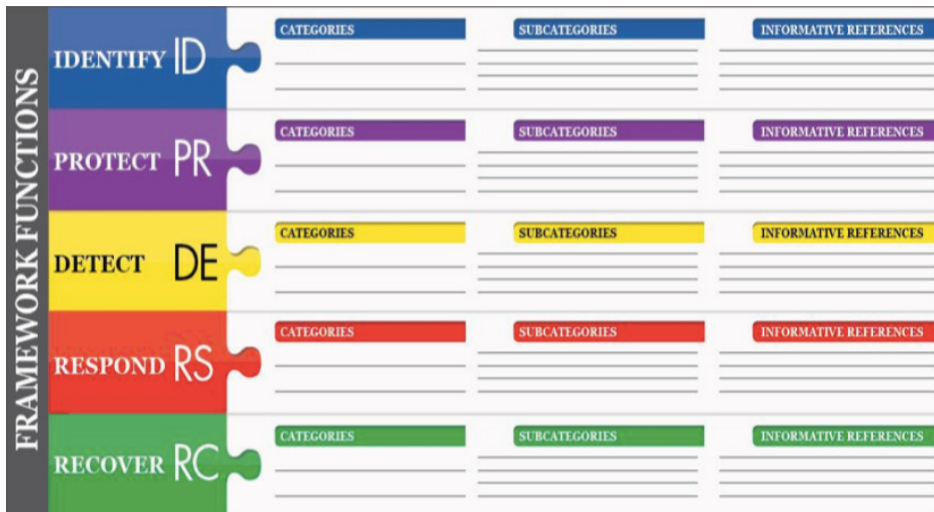 FRAMEWORK FUNCTIONS
IDENTIFY ID
CATEGORIES
SUBCATEGORIES
INFORMATIVE REFERENCES
PROTECT PR
CATEGORIES
SUBCATEGORIES
INFORMATIVE REFERENCES
DETECT DE
CATEGORIES
SUBCATEGORIES
INFORMATIVE REFERENCES
RESPOND RS
CATEGORIES
SUBCATEGORIES
INFORMATIVE REFERENCES
RECOVER RC
CATEGORIES
SUBCATEGORIES
INFORMATIVE REFERENCES